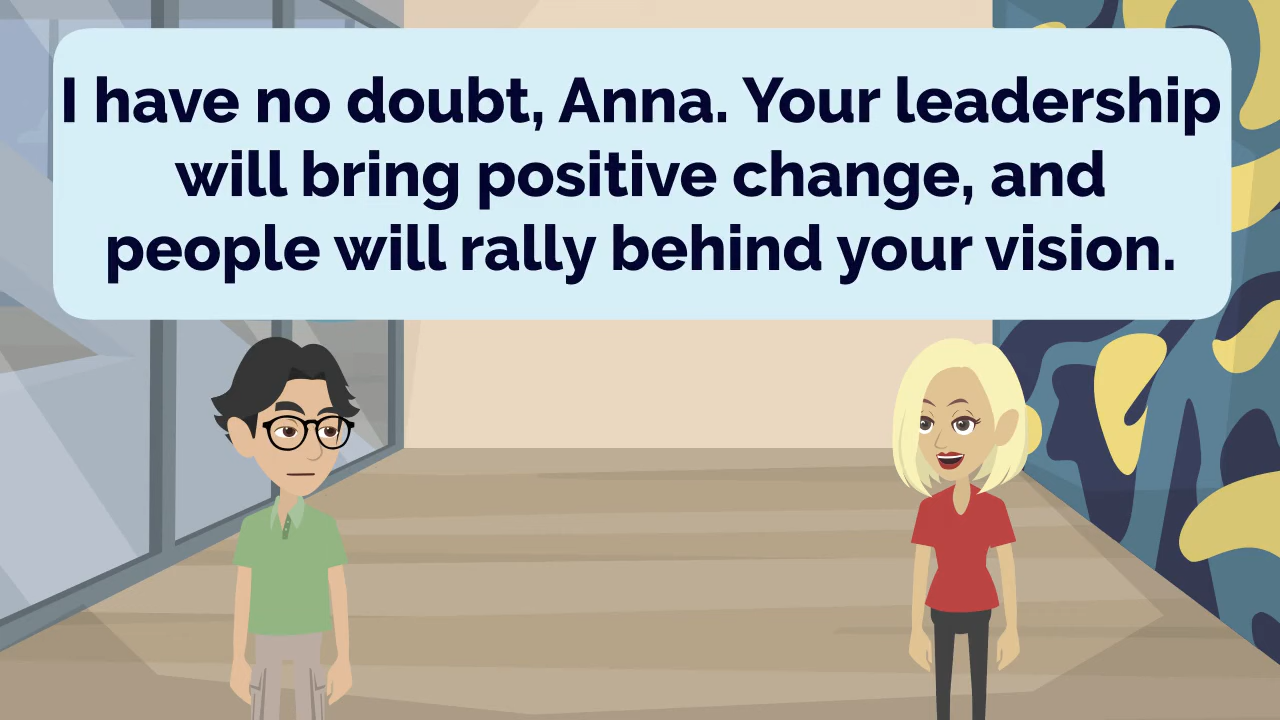 I have no doubt, Anna. Your leadership
will bring positive change, and
people will rally behind your vision.